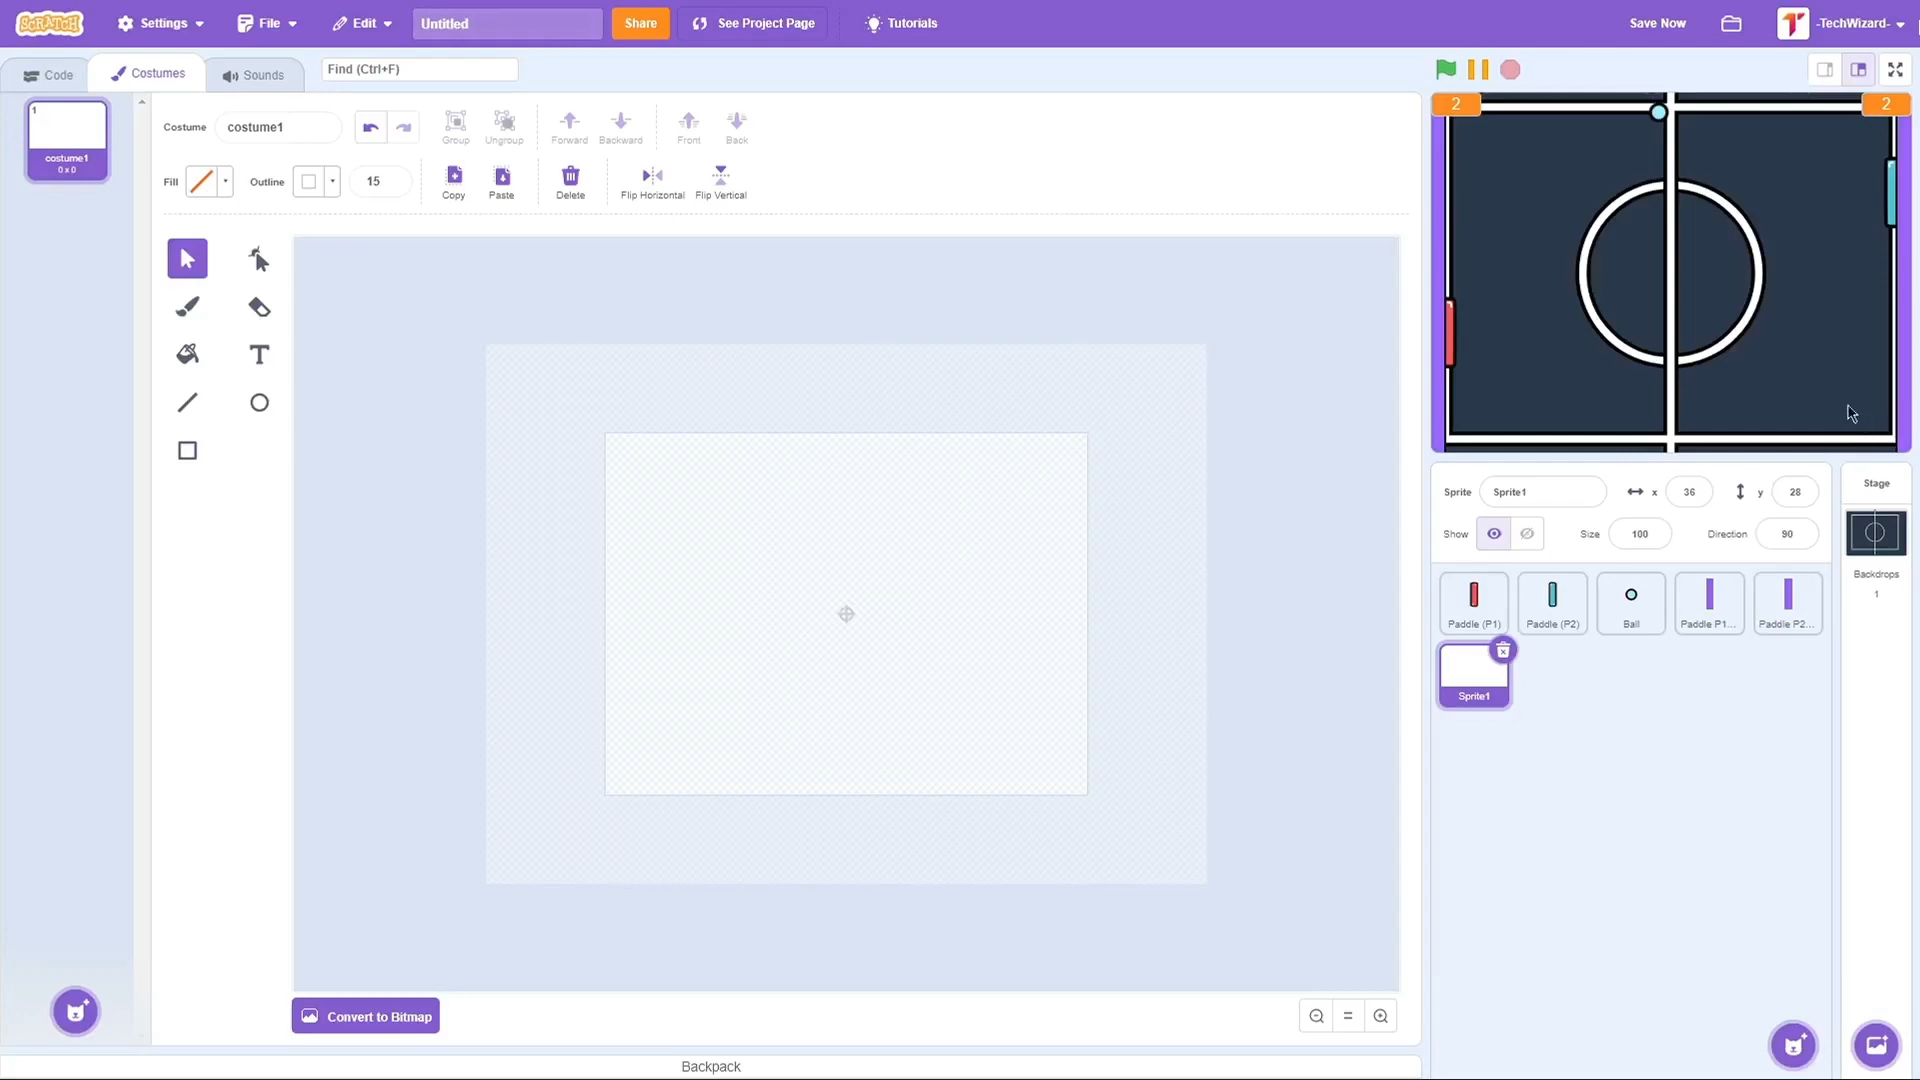 SCRATCH
Settings
File
Edit
Untitled
Share
See Project Page
Tutorials
Save Now
-TechWizard-
Code
Costumes
Sounds
Find (Ctrl+F)
1
costume1
0 x 0
Costume
costume1
Group
Ungroup
Forward
Backward
Front
Back
Fill
Outline
15
Copy
Paste
Delete
Flip Horizontal
Flip Vertical
T
Convert to Bitmap
Backpack
2
2
Sprite
Sprite1
x
36
y
28
Show
Size
100
Direction
90
Paddle (P1)
Paddle (P2)
Ball
Paddle P1...
Paddle P2...
Sprite1
Stage
Backdrops
1